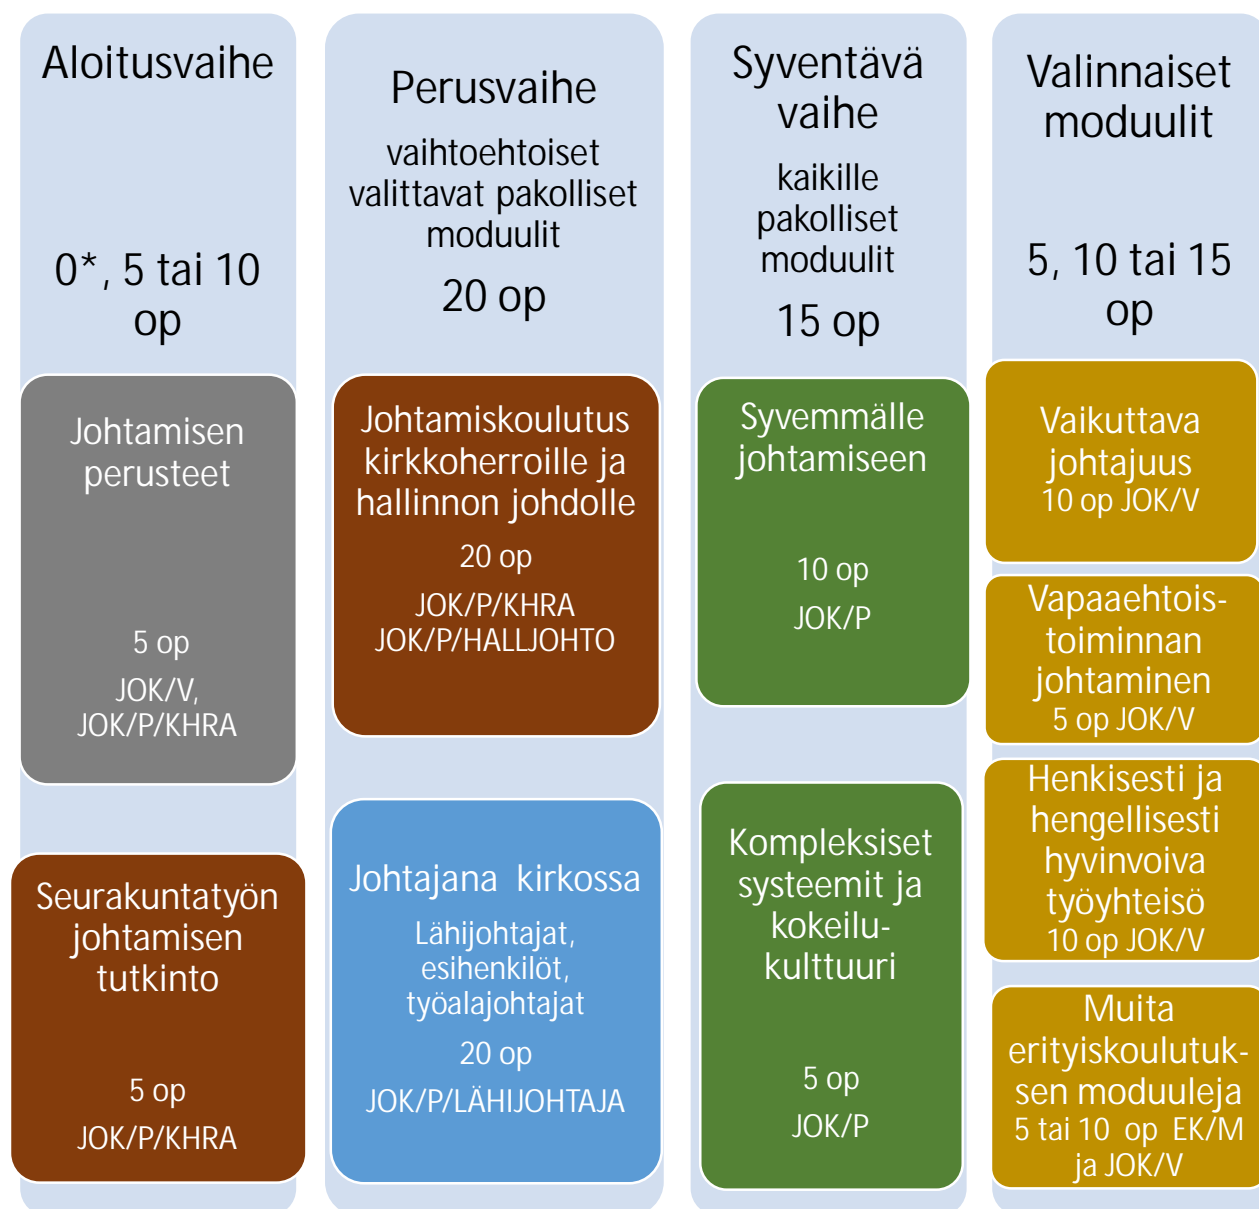 Aloitusvaihe
0*, 5 tai 10
op
Johtamisen
perusteet
5 op
JOK/V,
JOK/P/KHRA
Seurakuntatyön
johtamisen
tutkinto
5 op
JOK/P/KHRA
Perusvaihe
vaihtoehtoiset
valittavat pakolliset
moduulit
20 op
Johtamiskoulutus
kirkkoherroille ja
hallinnon johdolle
20 op
JOK/P/KHRA
JOK/P/HALLJOHTO
Johtajana kirkossa
Lähijohtajat,
esihenkilöt,
työalajohtajat
20 op
JOK/P/LÄHIJOHTAJA
Syventävä
vaihe
kaikille
pakolliset
moduulit
15 op
Syvemmälle
johtamiseen
10 op
JOK/P
Kompleksiset
systeemit ja
kokeilu-
kulttuuri
5 op
JOK/P
Valinnaiset
moduulit
5, 10 tai 15
op
Vaikuttava
johtajuus
10 op JOK/V
Vapaaehtois-
toiminnan
johtaminen
5 op JOK/V
Henkisesti ja
hengellisesti
hyvinvoiva
työyhteisö
10 op JOK/V
Muita
erityiskoulutuk-
sen moduuleja
5 tai 10 op EK/M
ja JOK/V